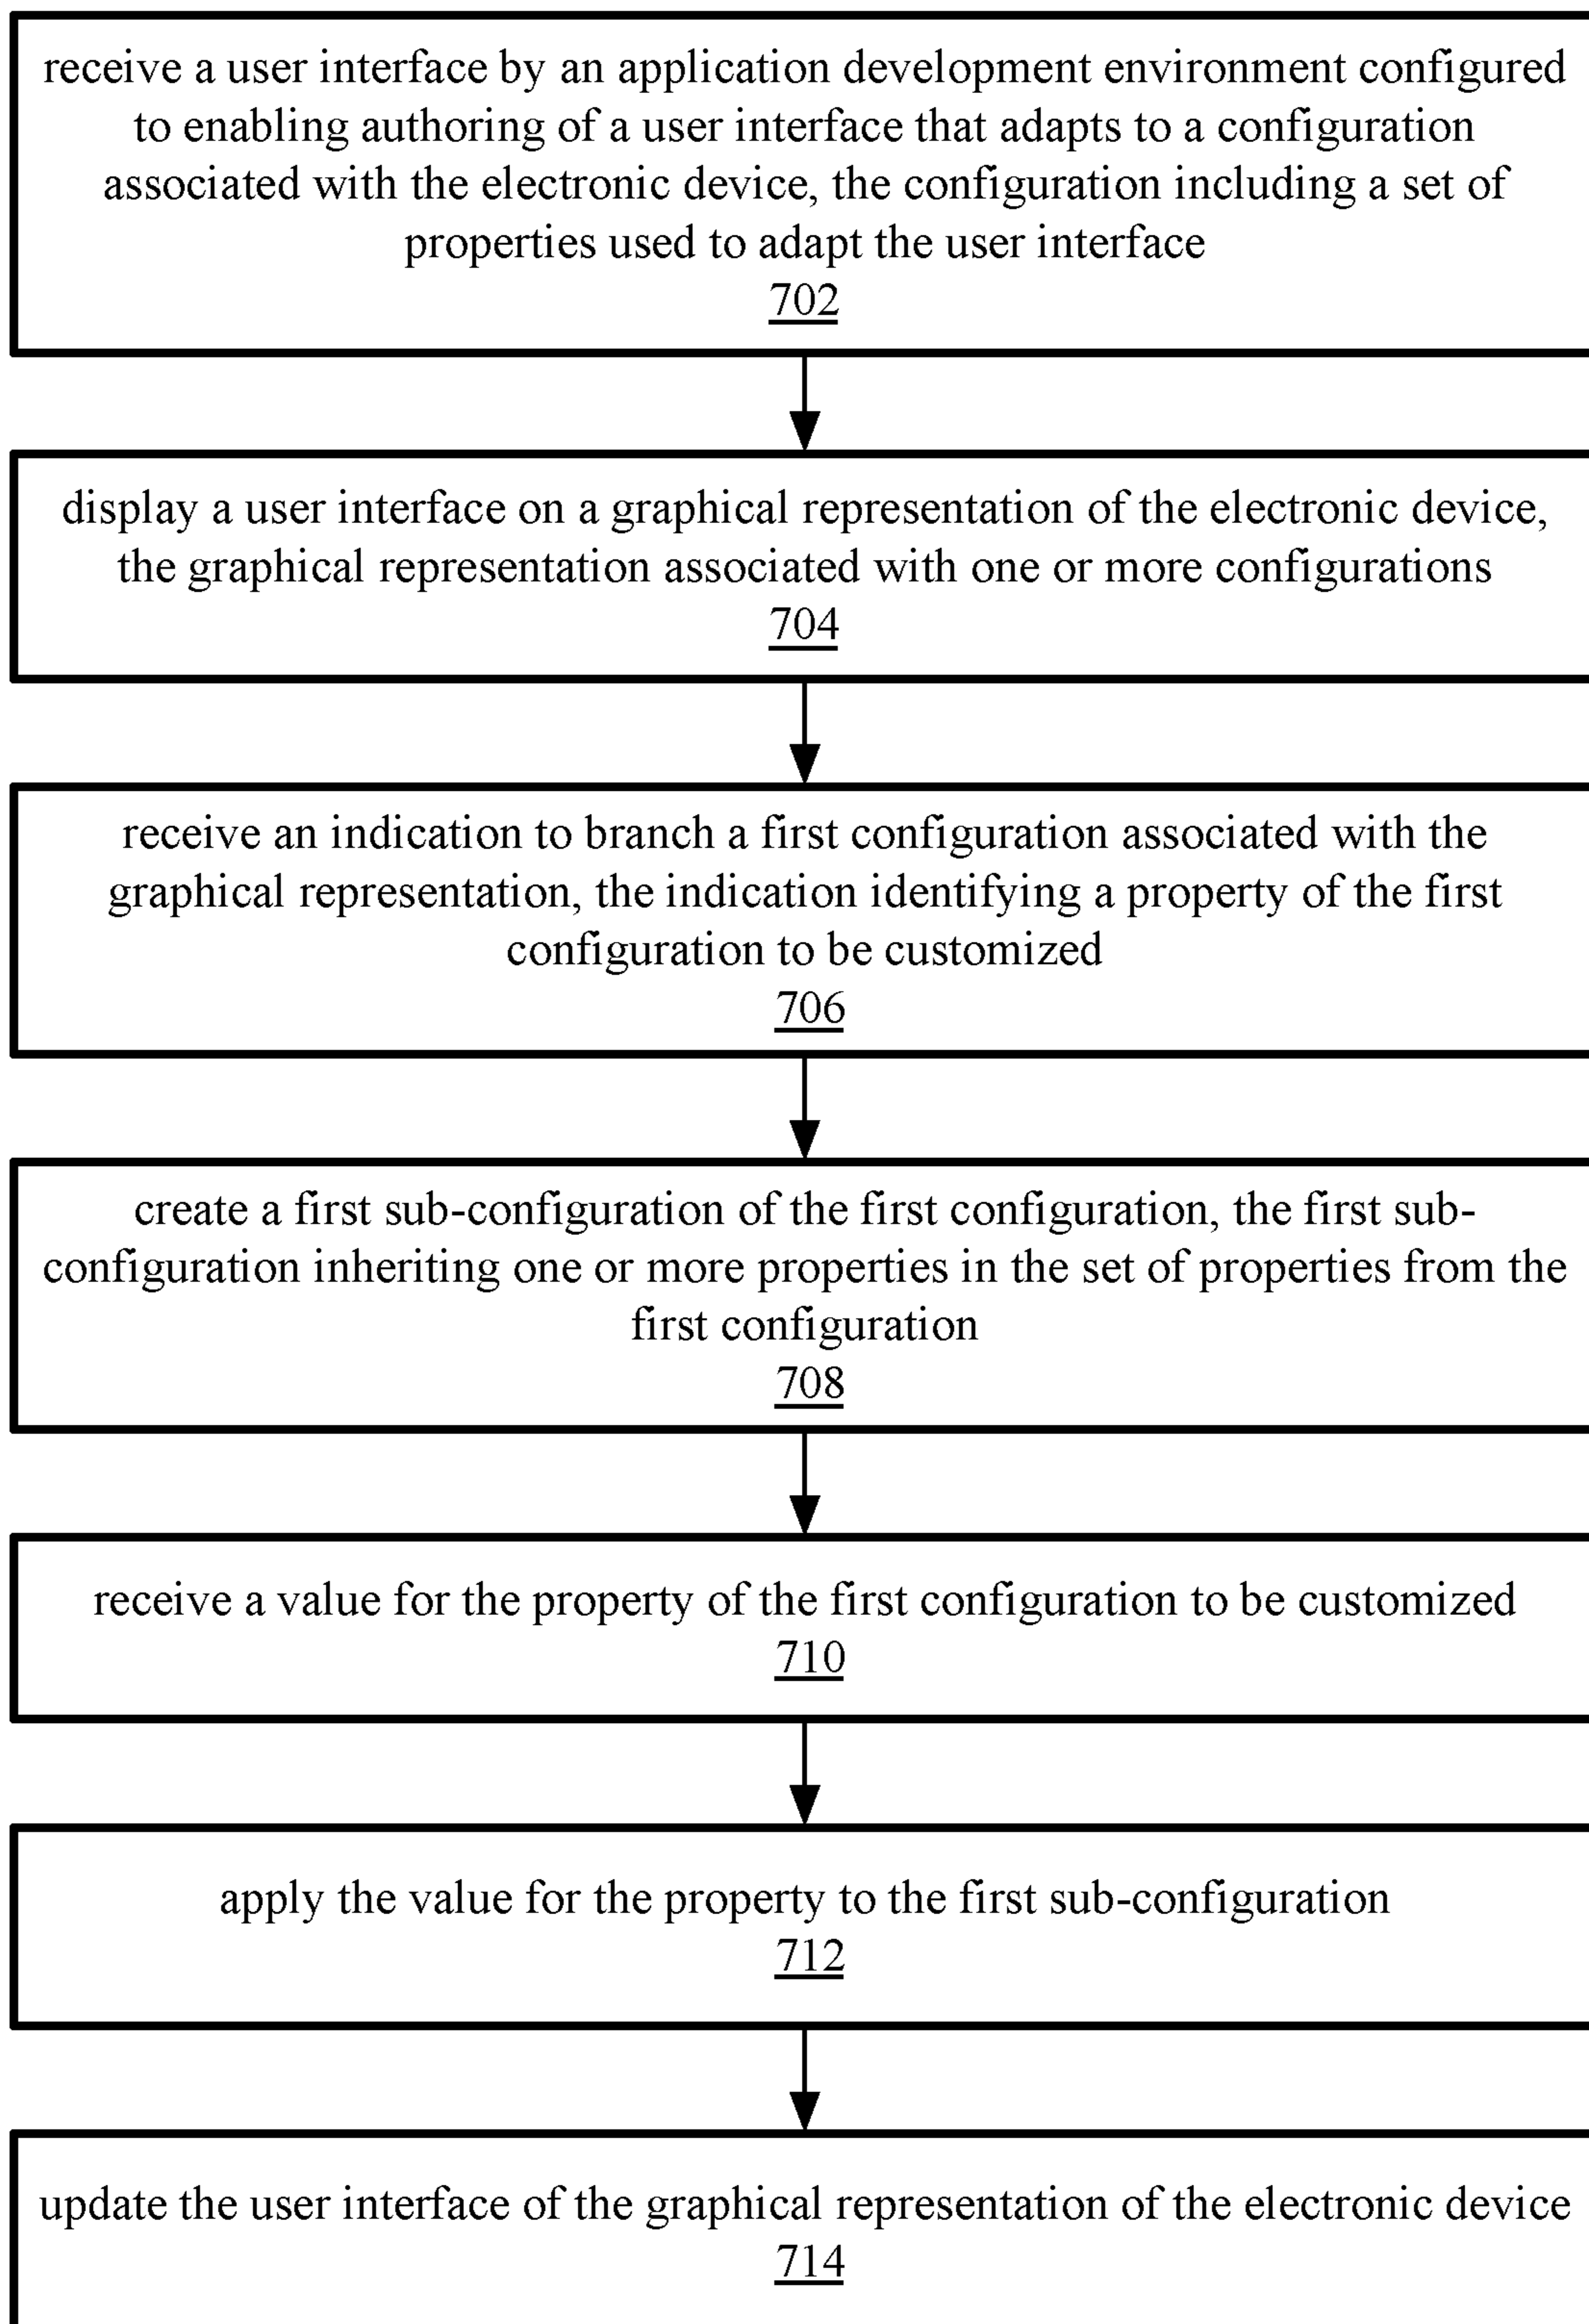 receive a user interface by an application development environment configured
to enabling authoring of a user interface that adapts to a configuration
associated with the electronic device, the configuration including a set of
properties used to adapt the user interface
702
display a user interface on a graphical representation of the electronic device,
the graphical representation associated with one or more configurations
704
receive an indication to branch a first configuration associated with the
graphical representation, the indication identifying a property of the first
configuration to be customized
706
create a first sub-configuration of the first configuration, the first sub-
configuration inheriting one or more properties in the set of properties from the
first configuration
708
receive a value for the property of the first configuration to be customized
710
apply the value for the property to the first sub-configuration
712
update the user interface of the graphical representation of the electronic device
714